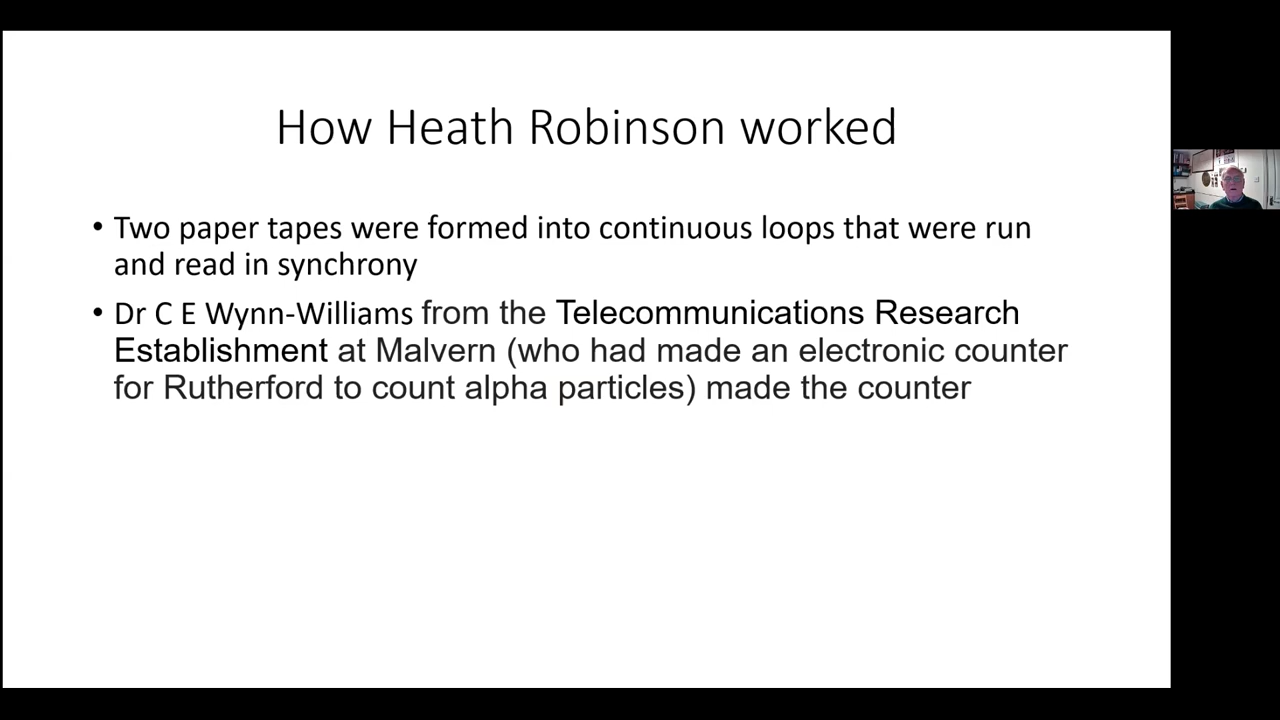 How Heath Robinson worked
• Two paper tapes were formed into continuous loops that were run
and read in synchrony
• Dr C E Wynn-Williams from the Telecommunications Research
Establishment at Malvern (who had made an electronic counter
for Rutherford to count alpha particles) made the counter